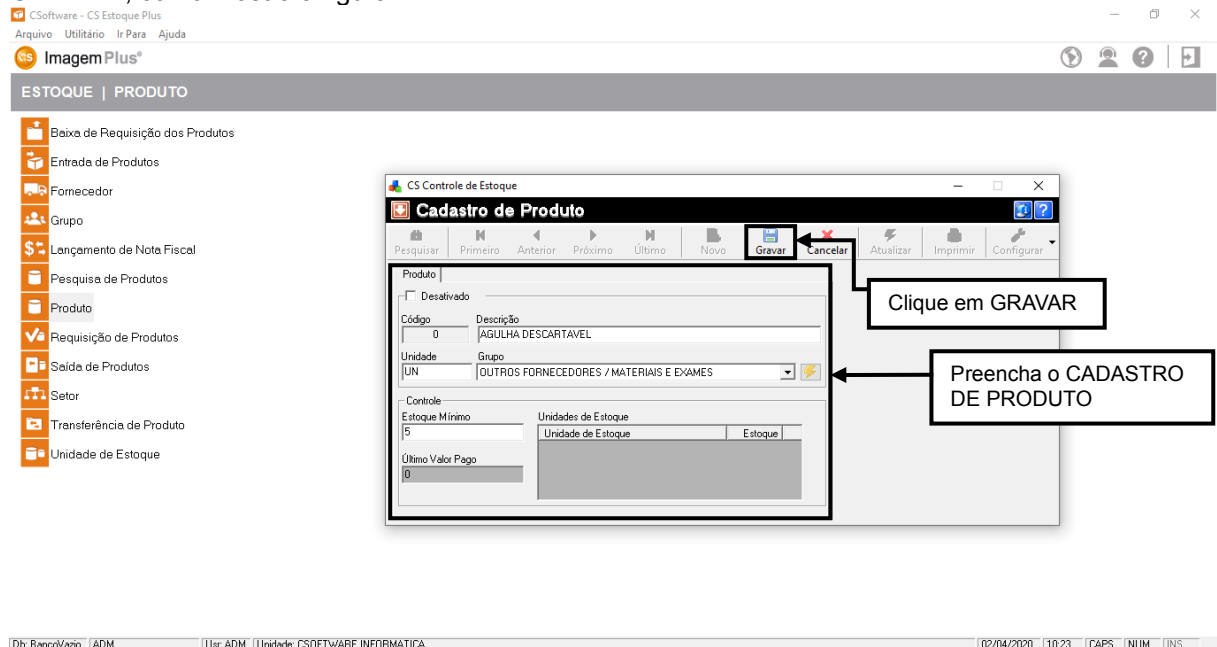 CSoftware - CS Estoque Plus
Arquivo Utilitário Ir Para Ajuda
cs ImagemPlus®
ESTOQUE | PRODUTO
Baixa de Requisição dos Produtos
Entrada de Produtos
Fornecedor
Grupo
Lançamento de Nota Fiscal
Pesquisa de Produtos
Produto
Requisição de Produtos
Saída de Produtos
Setor
Transferência de Produto
Unidade de Estoque
CS Controle de Estoque
Cadastro de Produto
Pesquisar Primeiro Anterior Próximo Último Novo Gravar Cancelar Atualizar Imprimir Configurar
Produto
Desativado
Código Descrição
0 AGULHA DESCARTAVEL
Unidade Grupo
UN OUTROS FORNECEDORES / MATERIAIS E EXAMES
Controle
Estoque Mínimo Unidades de Estoque
5 Unidade de Estoque Estoque
Último Valor Pago
0
Clique em GRAVAR
Preencha o CADASTRO
DE PRODUTO
Db: BancoVazio ADM Usr: ADM Unidade: CSOFTWARE INFORMATICA 02/04/2020 10:23 CAPS NUM INS